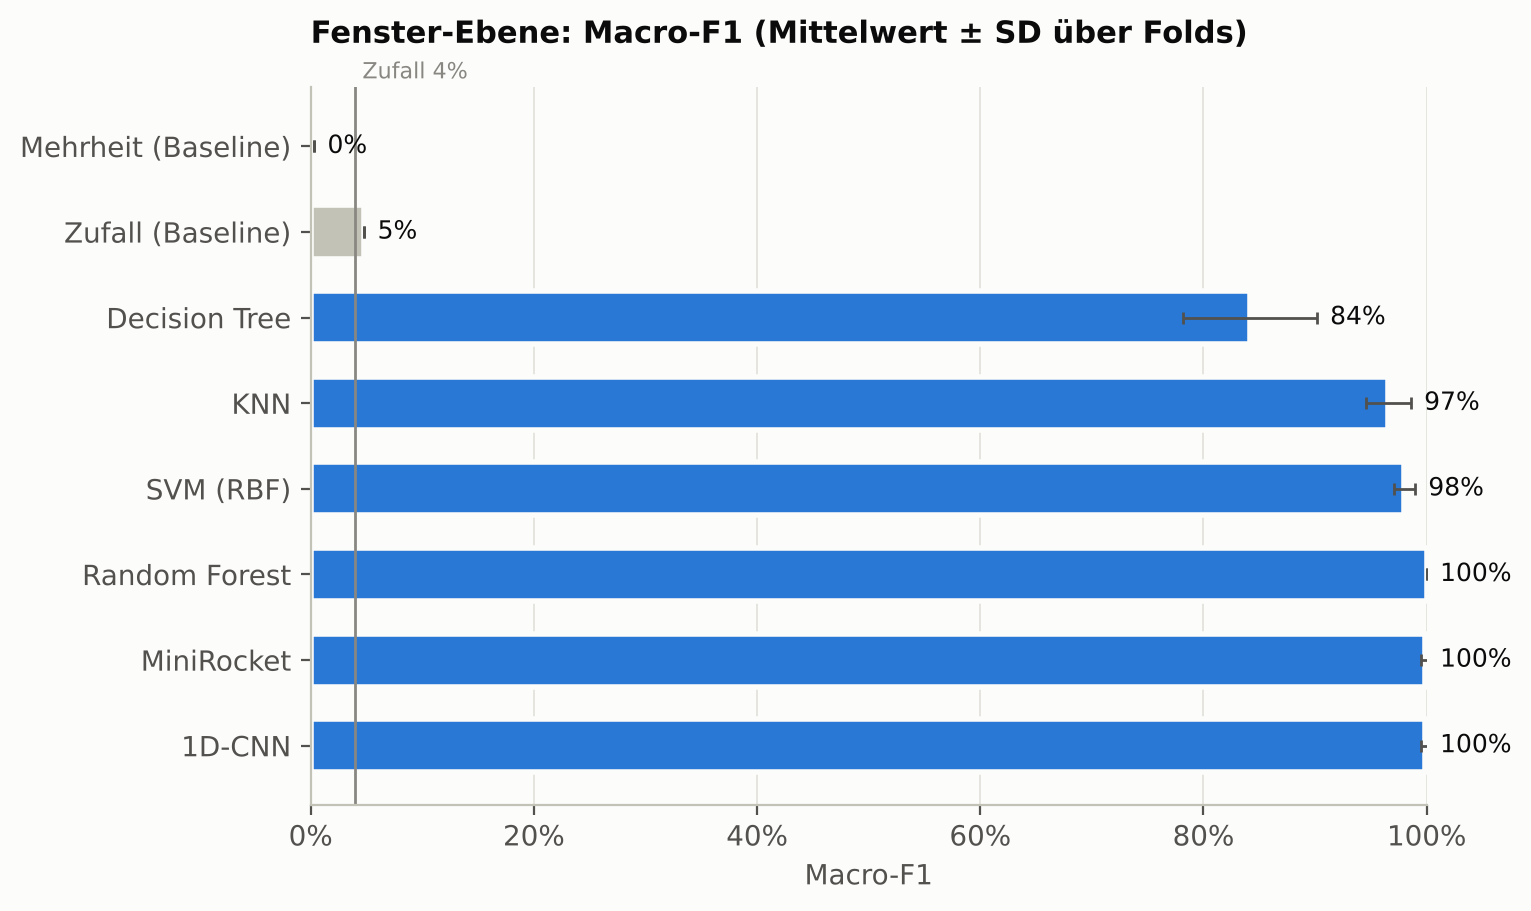 Fenster-Ebene: Macro-F1 (Mittelwert ± SD über Folds)
Zufall 4%
Mehrheit (Baseline) 0%
Zufall (Baseline) 5%
Decision Tree 84%
KNN 97%
SVM (RBF) 98%
Random Forest 100%
MiniRocket 100%
1D-CNN 100%
0% 20% 40% 60% 80% 100%
Macro-F1